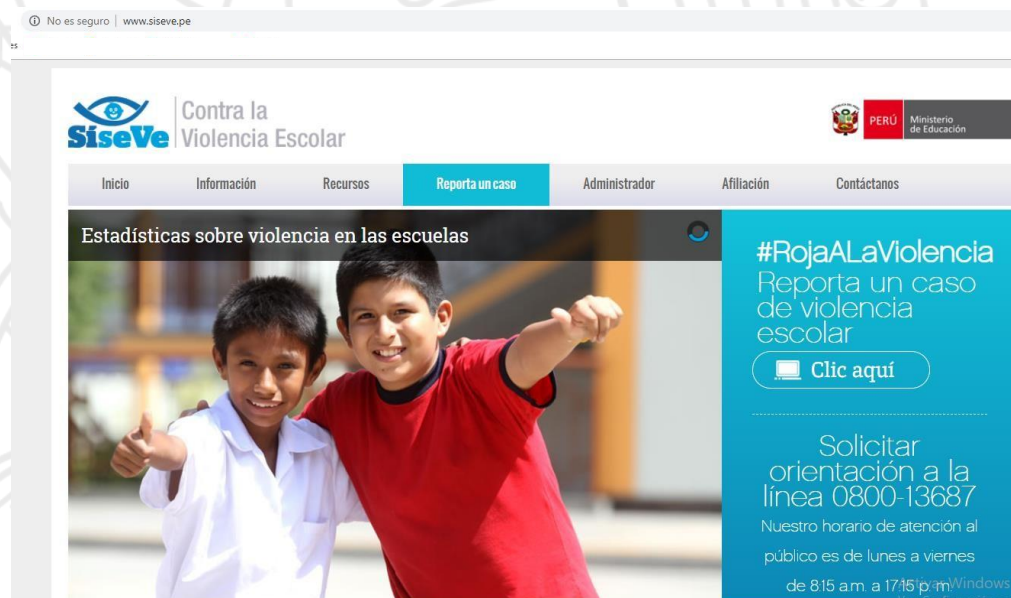 No es seguro | www.siseve.pe
es
SíseVe
Contra la
Violencia Escolar
PERÚ
Ministerio
de Educación
Inicio Información Recursos Reporta un caso Administrador Afiliación Contáctanos
Estadísticas sobre violencia en las escuelas
#RojaALaViolencia
Reporta un caso
de violencia
escolar
Clic aquí
Solicitar
orientación a la
línea 0800-13687
Nuestro horario de atención al
público es de lunes a viernes
de 8:15 a.m. a 17:15 p.m.
Activar Windows